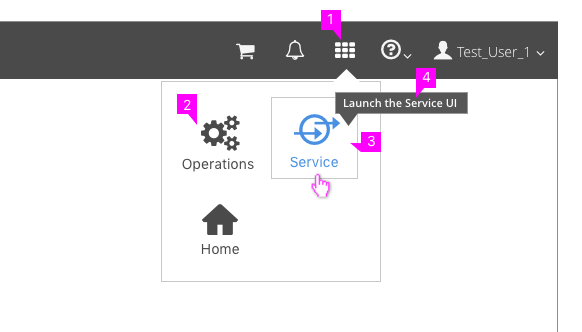 1
Test_User_1
4
Launch the Service UI
2
3
Operations
Service
Home